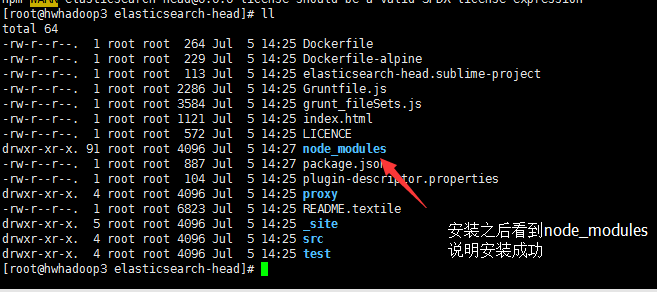 npm WARN elasticsearch-head@0.0.0 license should be a valid SPDX license expression
[root@hwhadoop3 elasticsearch-head]# ll
total 64
-rw-r--r--. 1 root root 264 Jul 5 14:25 Dockerfile
-rw-r--r--. 1 root root 229 Jul 5 14:25 Dockerfile-alpine
-rw-r--r--. 1 root root 113 Jul 5 14:25 elasticsearch-head.sublime-project
-rw-r--r--. 1 root root 2286 Jul 5 14:25 Gruntfile.js
-rw-r--r--. 1 root root 3584 Jul 5 14:25 grunt_fileSets.js
-rw-r--r--. 1 root root 1121 Jul 5 14:25 index.html
-rw-r--r--. 1 root root 572 Jul 5 14:25 LICENCE
drwxr-xr-x. 91 root root 4096 Jul 5 14:27 node_modules
-rw-r--r--. 1 root root 887 Jul 5 14:27 package.json
-rw-r--r--. 1 root root 104 Jul 5 14:25 plugin-descriptor.properties
drwxr-xr-x. 4 root root 4096 Jul 5 14:25 proxy
-rw-r--r--. 1 root root 6823 Jul 5 14:25 README.textile
drwxr-xr-x. 5 root root 4096 Jul 5 14:25 _site
drwxr-xr-x. 4 root root 4096 Jul 5 14:25 src
drwxr-xr-x. 4 root root 4096 Jul 5 14:25 test
[root@hwhadoop3 elasticsearch-head]#
安装之后看到node_modules
说明安装成功